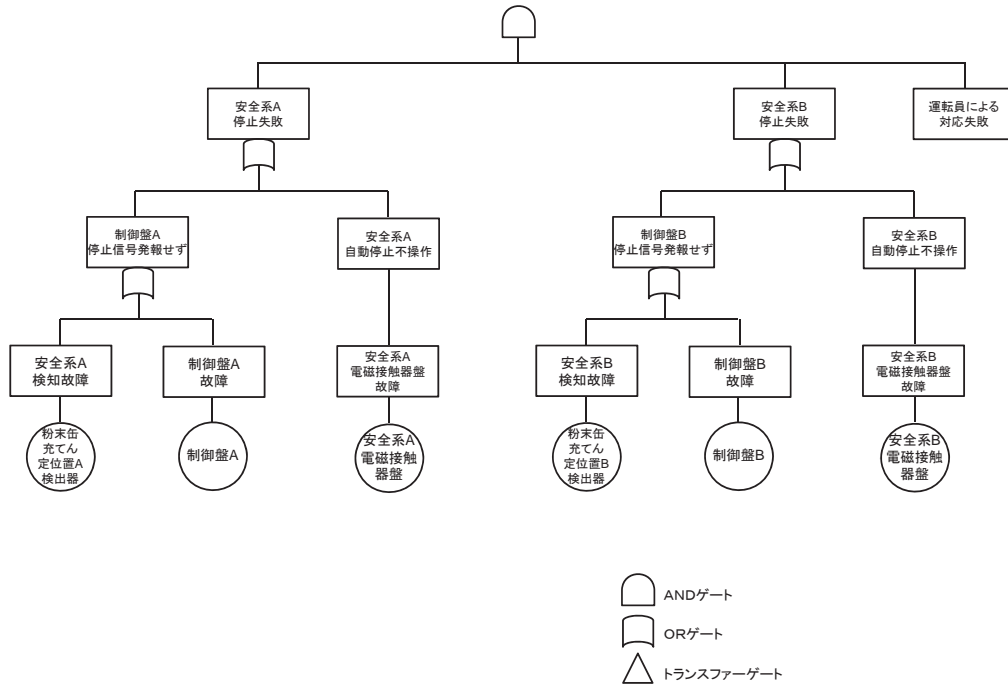 安全系A
停止失敗
安全系B
停止失敗
運転員による
対応失敗
制御盤A
停止信号発報せず
安全系A
自動停止不操作
制御盤B
停止信号発報せず
安全系B
自動停止不操作
安全系A
検知故障
制御盤A
故障
安全系A
電磁接触器盤
故障
安全系B
検知故障
制御盤B
故障
安全系B
電磁接触器盤
故障
粉末缶
充てん
定位置A
検出器
制御盤A
安全系A
電磁接触
器盤
粉末缶
充てん
定位置B
検出器
制御盤B
安全系B
電磁接触
器盤
ANDゲート
ORゲート
トランスファーゲート